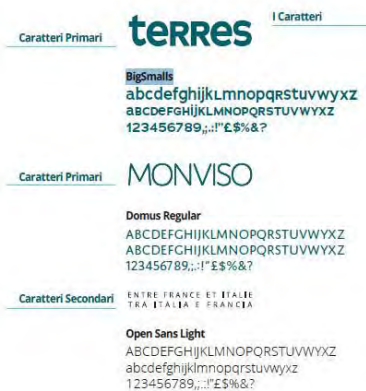 I Caratteri
Caratteri Primari
teRRes
BigSmalls
abcdefghijkLmnopqRstuvwyxz
aBCDeFGHIJKLMNOPQRSTUVWYXZ
123456789,;.:!"£$%&?
Caratteri Primari
MONVISO
Domus Regular
ABCDEFGHIJKLMNOPQRSTUVWYXZ
ABCDEFGHIJKLMNOPQRSTUVWYXZ
123456789,;.:!"£$%&?
Caratteri Secondari
ENTRE FRANCE ET ITALIE
TRA ITALIA E FRANCIA
Open Sans Light
ABCDEFGHIJKLMNOPQRSTUVWYXZ
abcdefghijklmnopqrstuvwyxz
123456789,;.:!"£$%&?